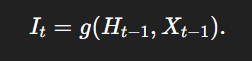 I_t = g(H_{t−1}, X_{t−1}).